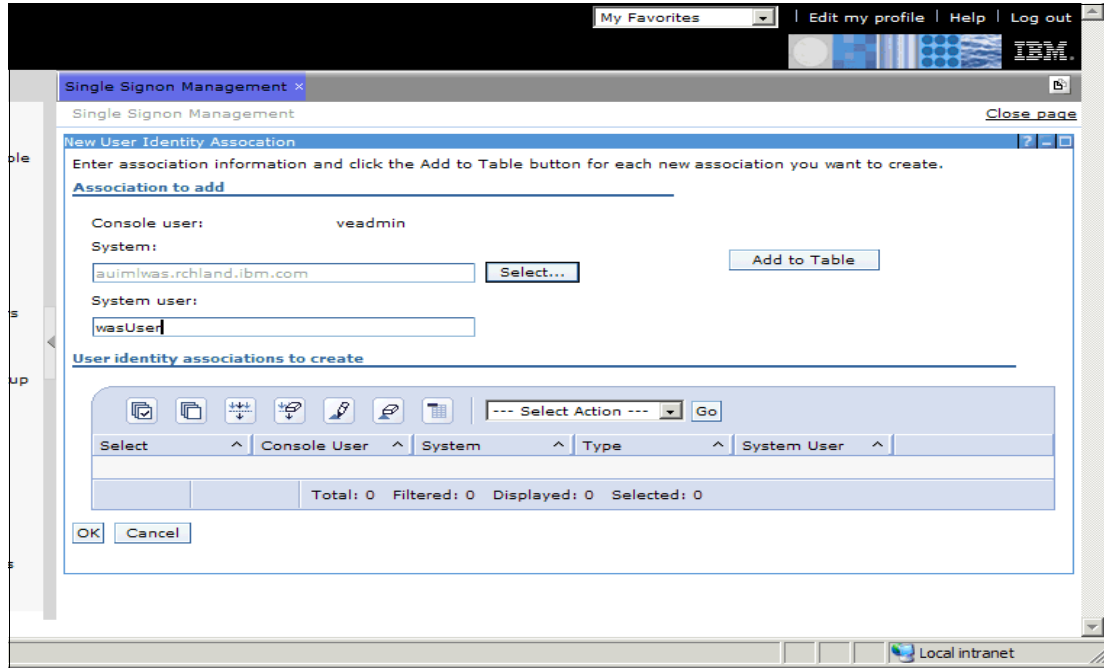 My Favorites | Edit my profile | Help | Log out
IBM.
Single Signon Management ×
Single Signon Management Close page
New User Identity Assocation ? –
ple Enter association information and click the Add to Table button for each new association you want to create.
Association to add
Console user: veadmin
System:
auimlwas.rchland.ibm.com Select... Add to Table
System user:
s
wasUser
User identity associations to create
up
--- Select Action --- Go
Select Console User System Type System User
Total: 0 Filtered: 0 Displayed: 0 Selected: 0
OK Cancel
s
Local intranet